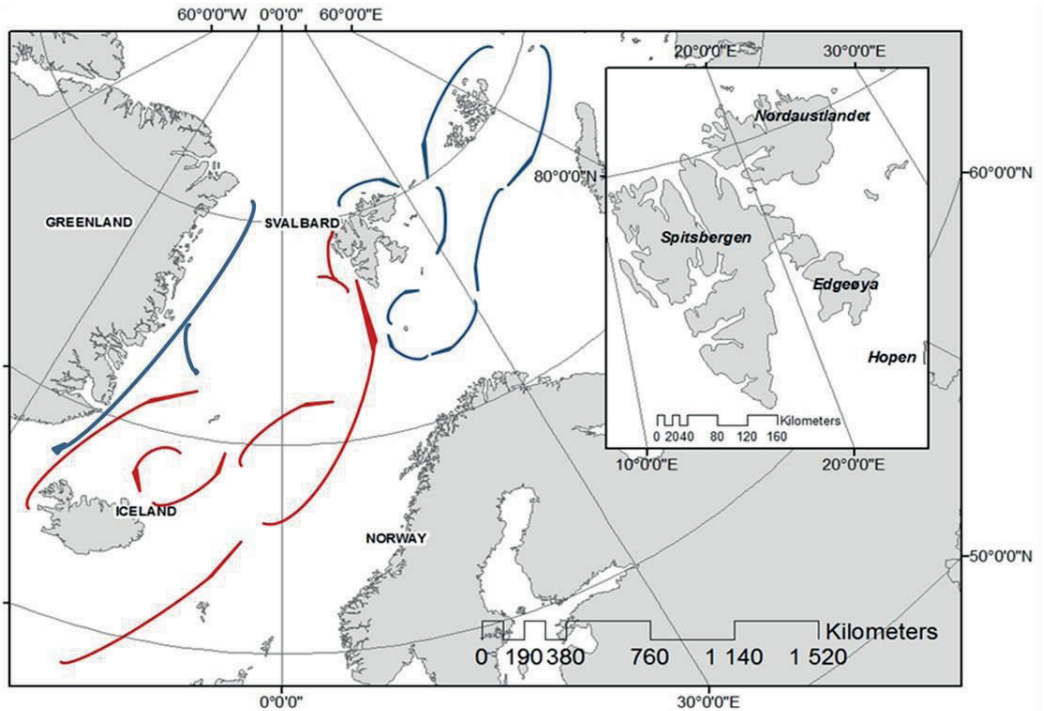 60°0'0"W 0°0'0" 60°0'0"E
20°0'0"E 30°0'0"E
Nordaustlandet
80°0'0"N
60°0'0"N
GREENLAND
SVALBARD
Spitsbergen
Edgeøya
Hopen
Kilometers
0 20 40 80 120 160
10°0'0"E 20°0'0"E
ICELAND
NORWAY
50°0'0"N
Kilometers
0 190 380 760 1 140 1 520
0°0'0" 30°0'0"E